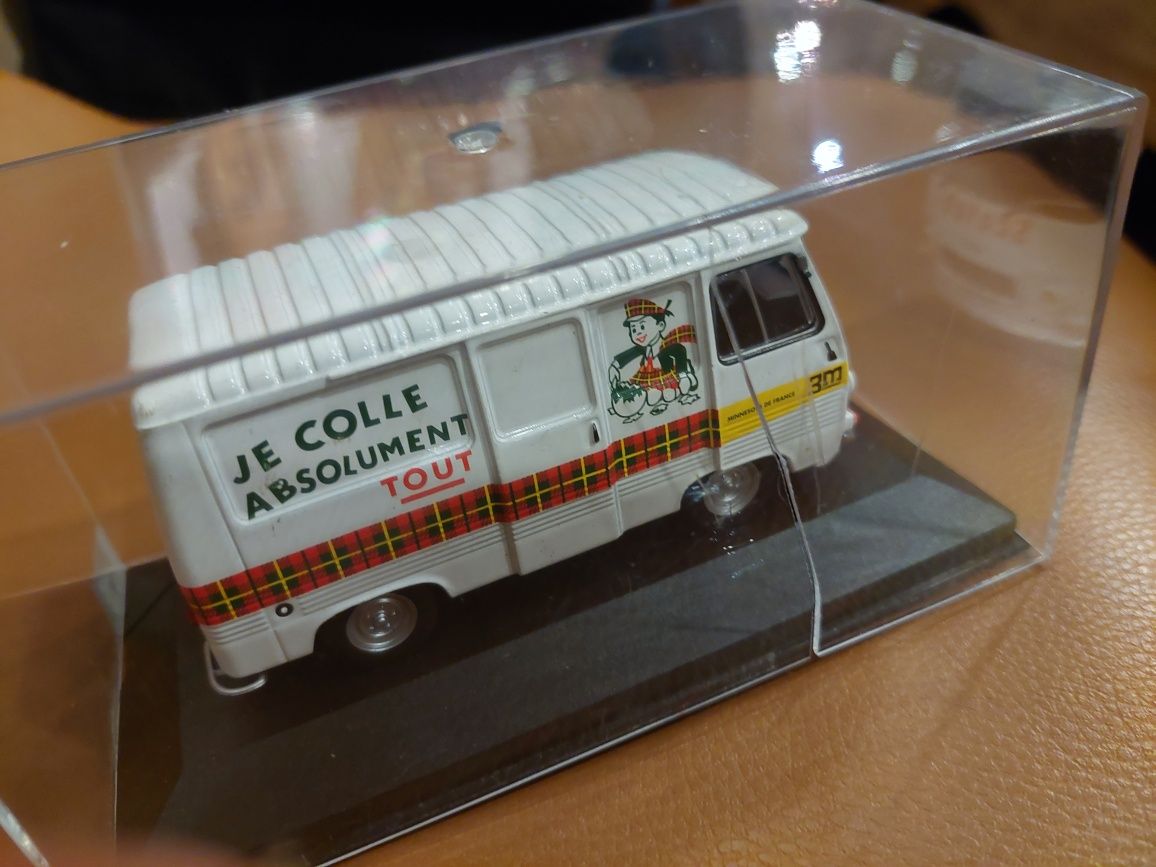 JE COLLE
ABSOLUMENT
TOUT
MINNESOTA DE FRANCE
3M